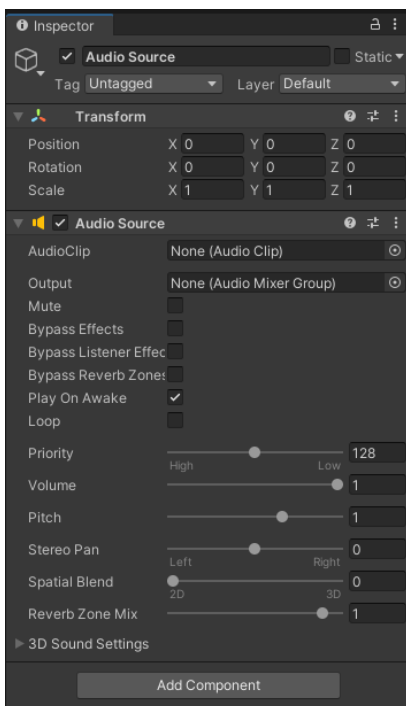 Inspector
Audio Source Static
Tag Untagged Layer Default
Transform
Position X 0 Y 0 Z 0
Rotation X 0 Y 0 Z 0
Scale X 1 Y 1 Z 1
Audio Source
AudioClip None (Audio Clip)
Output None (Audio Mixer Group)
Mute
Bypass Effects
Bypass Listener Effec
Bypass Reverb Zones
Play On Awake
Loop
Priority 128
High Low
Volume 1
Pitch 1
Stereo Pan 0
Left Right
Spatial Blend 0
2D 3D
Reverb Zone Mix 1
3D Sound Settings
Add Component